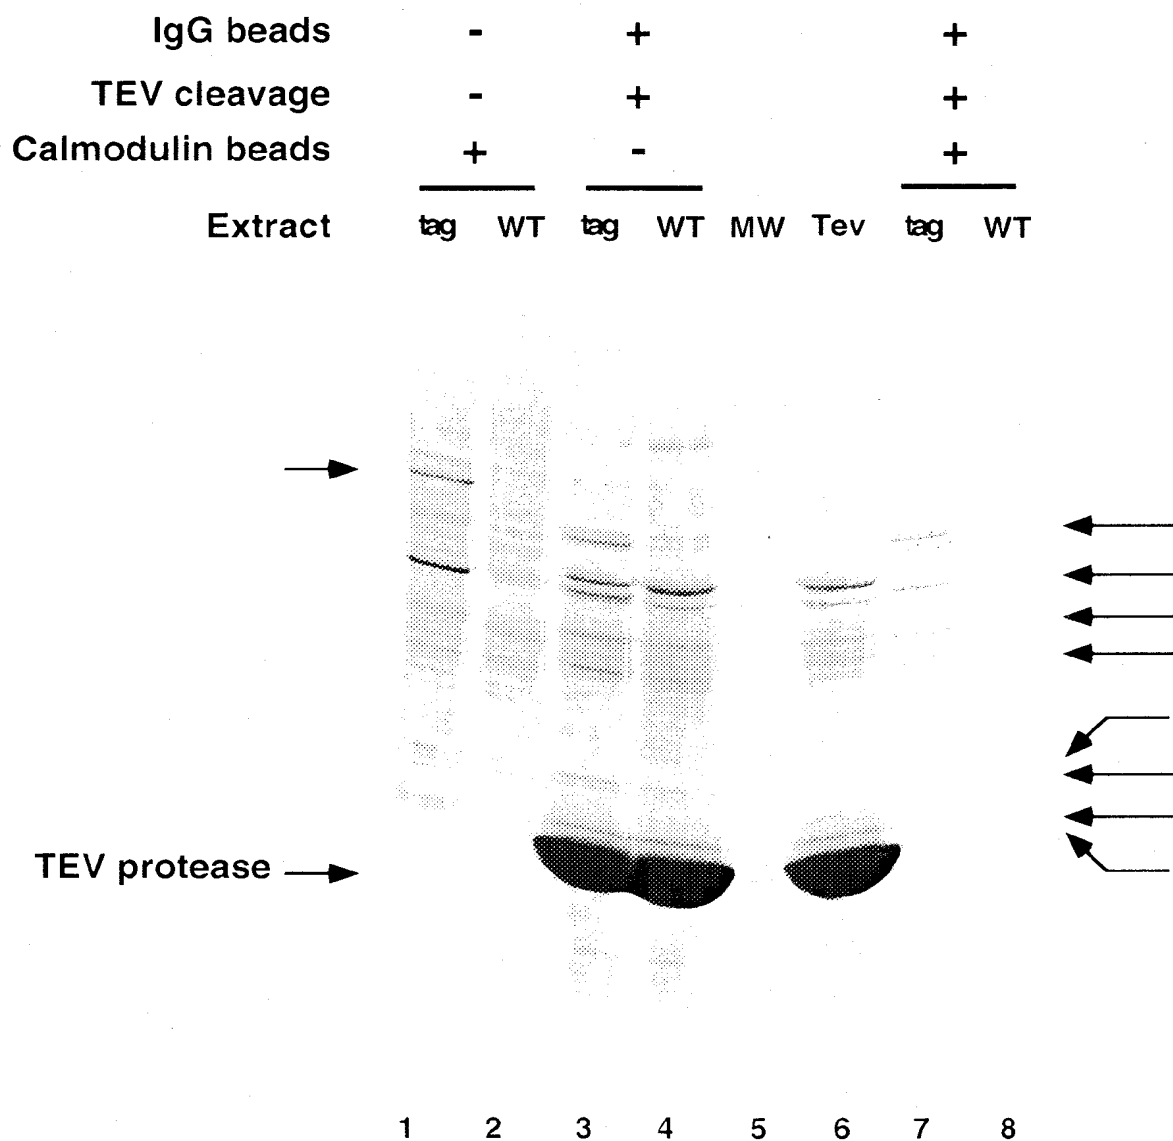 IgG beads - + +
TEV cleavage - + +
Calmodulin beads + - +
Extract tag WT tag WT MW Tev tag WT
TEV protease
1 2 3 4 5 6 7 8